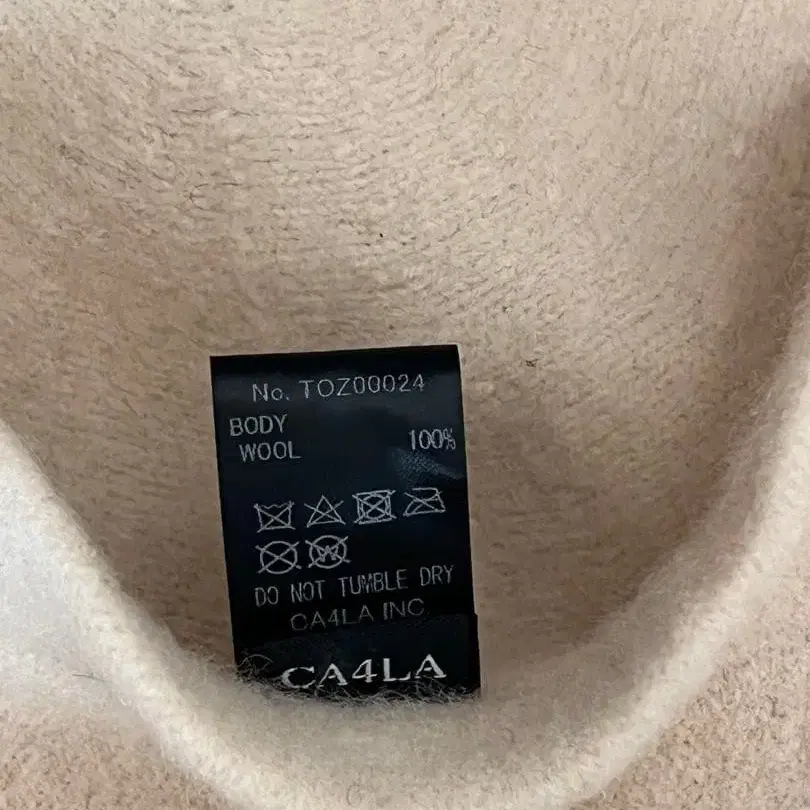 No. TOZ00024
BODY
WOOL 100%
DO NOT TUMBLE DRY
CA4LA INC
CA4LA